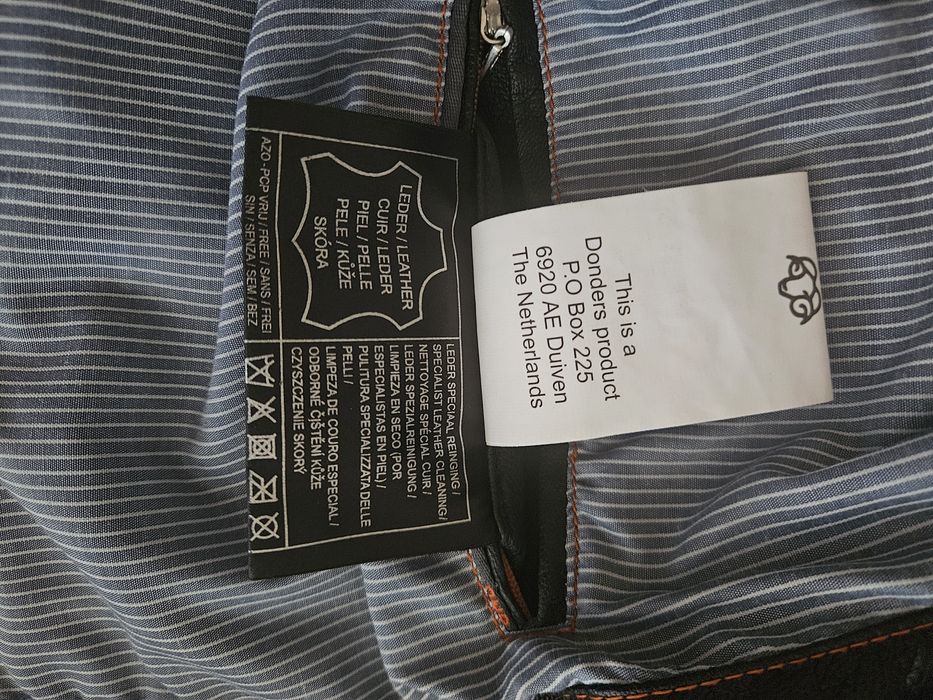 LEDER / LEATHER
CUIR / LEDER
PIEL / PELLE
PELE / KŮŽE
SKÓRA
AZO - PCP VRIJ / FREE / SANS / FREI
SIN / SENZA / SEM / BEZ
LEDER SPECIAAL REINIGING /
SPECIALIST LEATHER CLEANING/
NETTOYAGE SPÉCIAL CUIR /
LEDER SPEZIALREINIGUNG /
LIMPIEZA EN SECO (POR
ESPECIALISTAS EN PIEL) /
PULITURA SPECIALIZZATA DELLE
PELLI /
LIMPEZA DE COURO ESPECIAL /
ODBORNÉ ČIŠTĚNÍ KŮŽE
CZYSZCZENIE SKORY
This is a
Donders product
P.O Box 225
6920 AE Duiven
The Netherlands